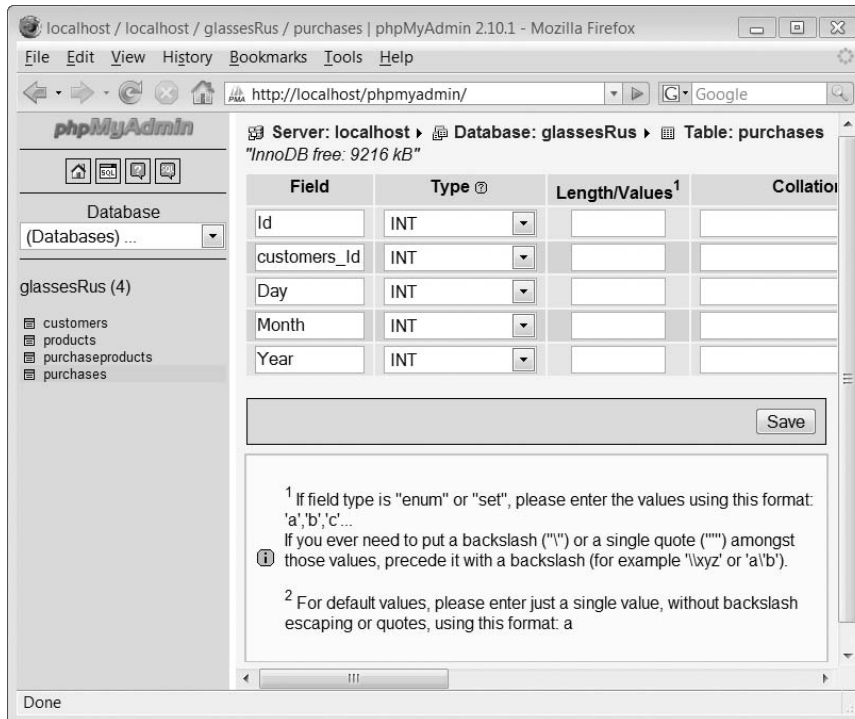 localhost / localhost / glassesRus / purchases | phpMyAdmin 2.10.1 - Mozilla Firefox
File Edit View History Bookmarks Tools Help
PMA http://localhost/phpmyadmin/ G Google
phpMyAdmin
SQL
Database
(Databases) ...
glassesRus (4)
customers
products
purchaseproducts
purchases
Server: localhost ▸ Database: glassesRus ▸ Table: purchases
"InnoDB free: 9216 kB"
Field Type Length/Values1 Collation
Id INT
customers_Id INT
Day INT
Month INT
Year INT
Save
1 If field type is "enum" or "set", please enter the values using this format:
'a','b','c'...
If you ever need to put a backslash ("\") or a single quote ("'") amongst
those values, precede it with a backslash (for example '\\xyz' or 'a\'b').
2 For default values, please enter just a single value, without backslash
escaping or quotes, using this format: a
Done